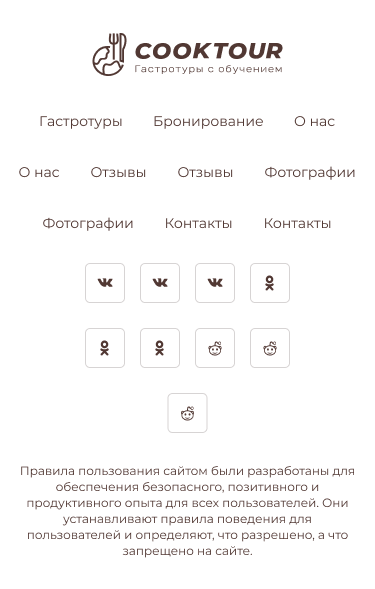 COOKTOUR
Гастротуры с обучением
Гастротуры Бронирование О нас
О нас Отзывы Отзывы Фотографии
Фотографии Контакты Контакты
Правила пользования сайтом были разработаны для
обеспечения безопасного, позитивного и
продуктивного опыта для всех пользователей. Они
устанавливают правила поведения для
пользователей и определяют, что разрешено, а что
запрещено на сайте.